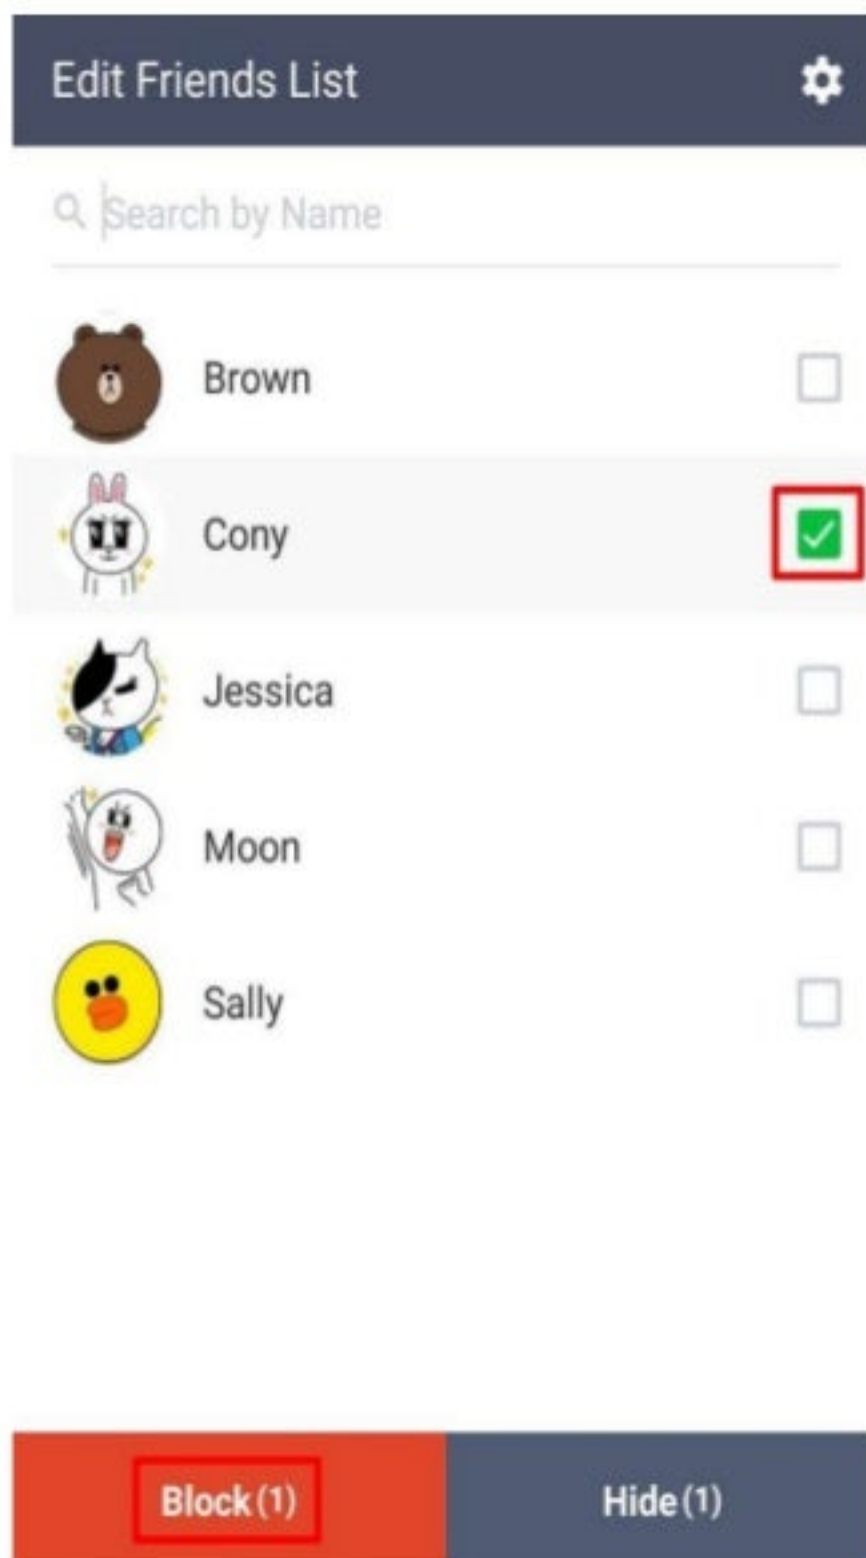 Edit Friends List
Search by Name
Brown
Cony
Jessica
Moon
Sally
Block(1)
Hide(1)